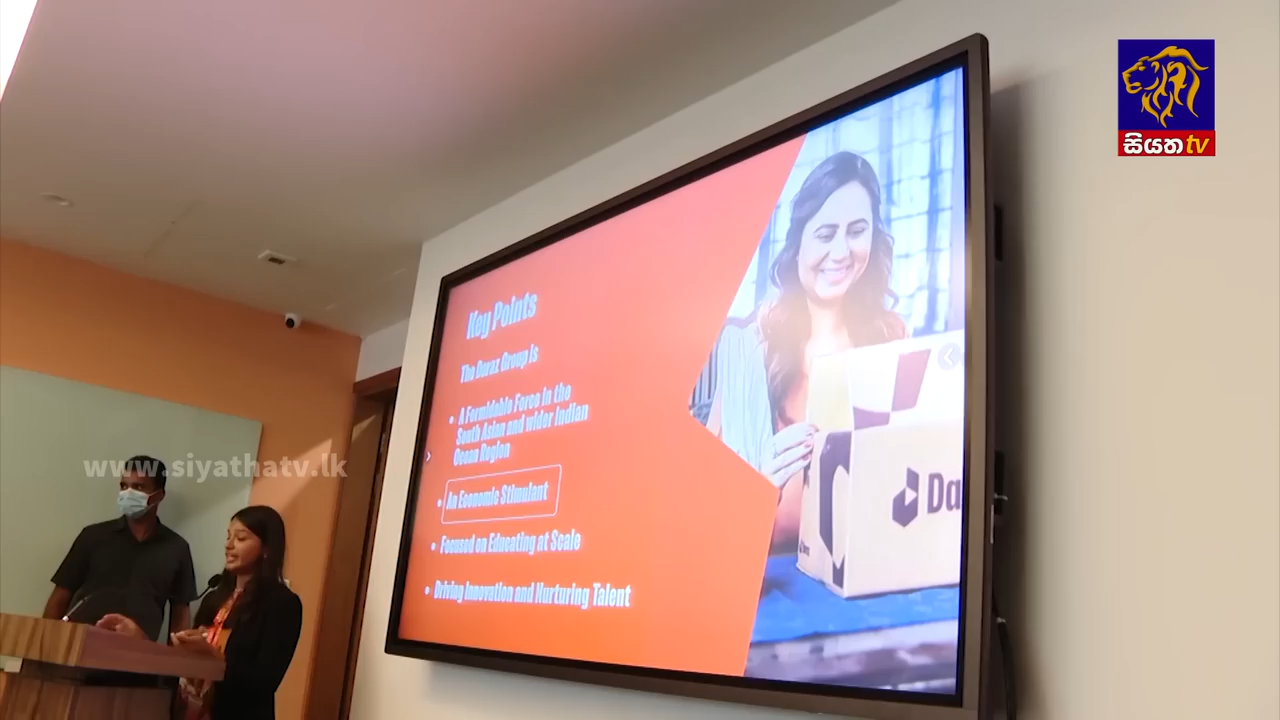 සියත tv
Key Points
The Daraz Group is
• A Formidable Force in the
South Asian and wider Indian
Ocean Region
• An Economic Stimulant
• Focused on Educating at Scale
• Driving Innovation and Nurturing Talent
Da
www.siyathatv.lk